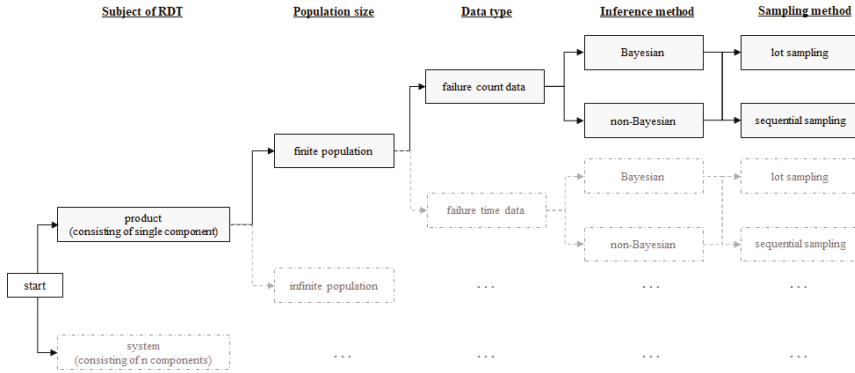 Subject of RDT
Population size
Data type
Inference method
Sampling method
Bayesian
lot sampling
failure count data
non-Bayesian
sequential sampling
finite population
Bayesian
lot sampling
failure time data
product
(consisting of single component)
non-Bayesian
sequential sampling
start
infinite population
...
...
...
system
(consisting of n components)
...
...
...
...